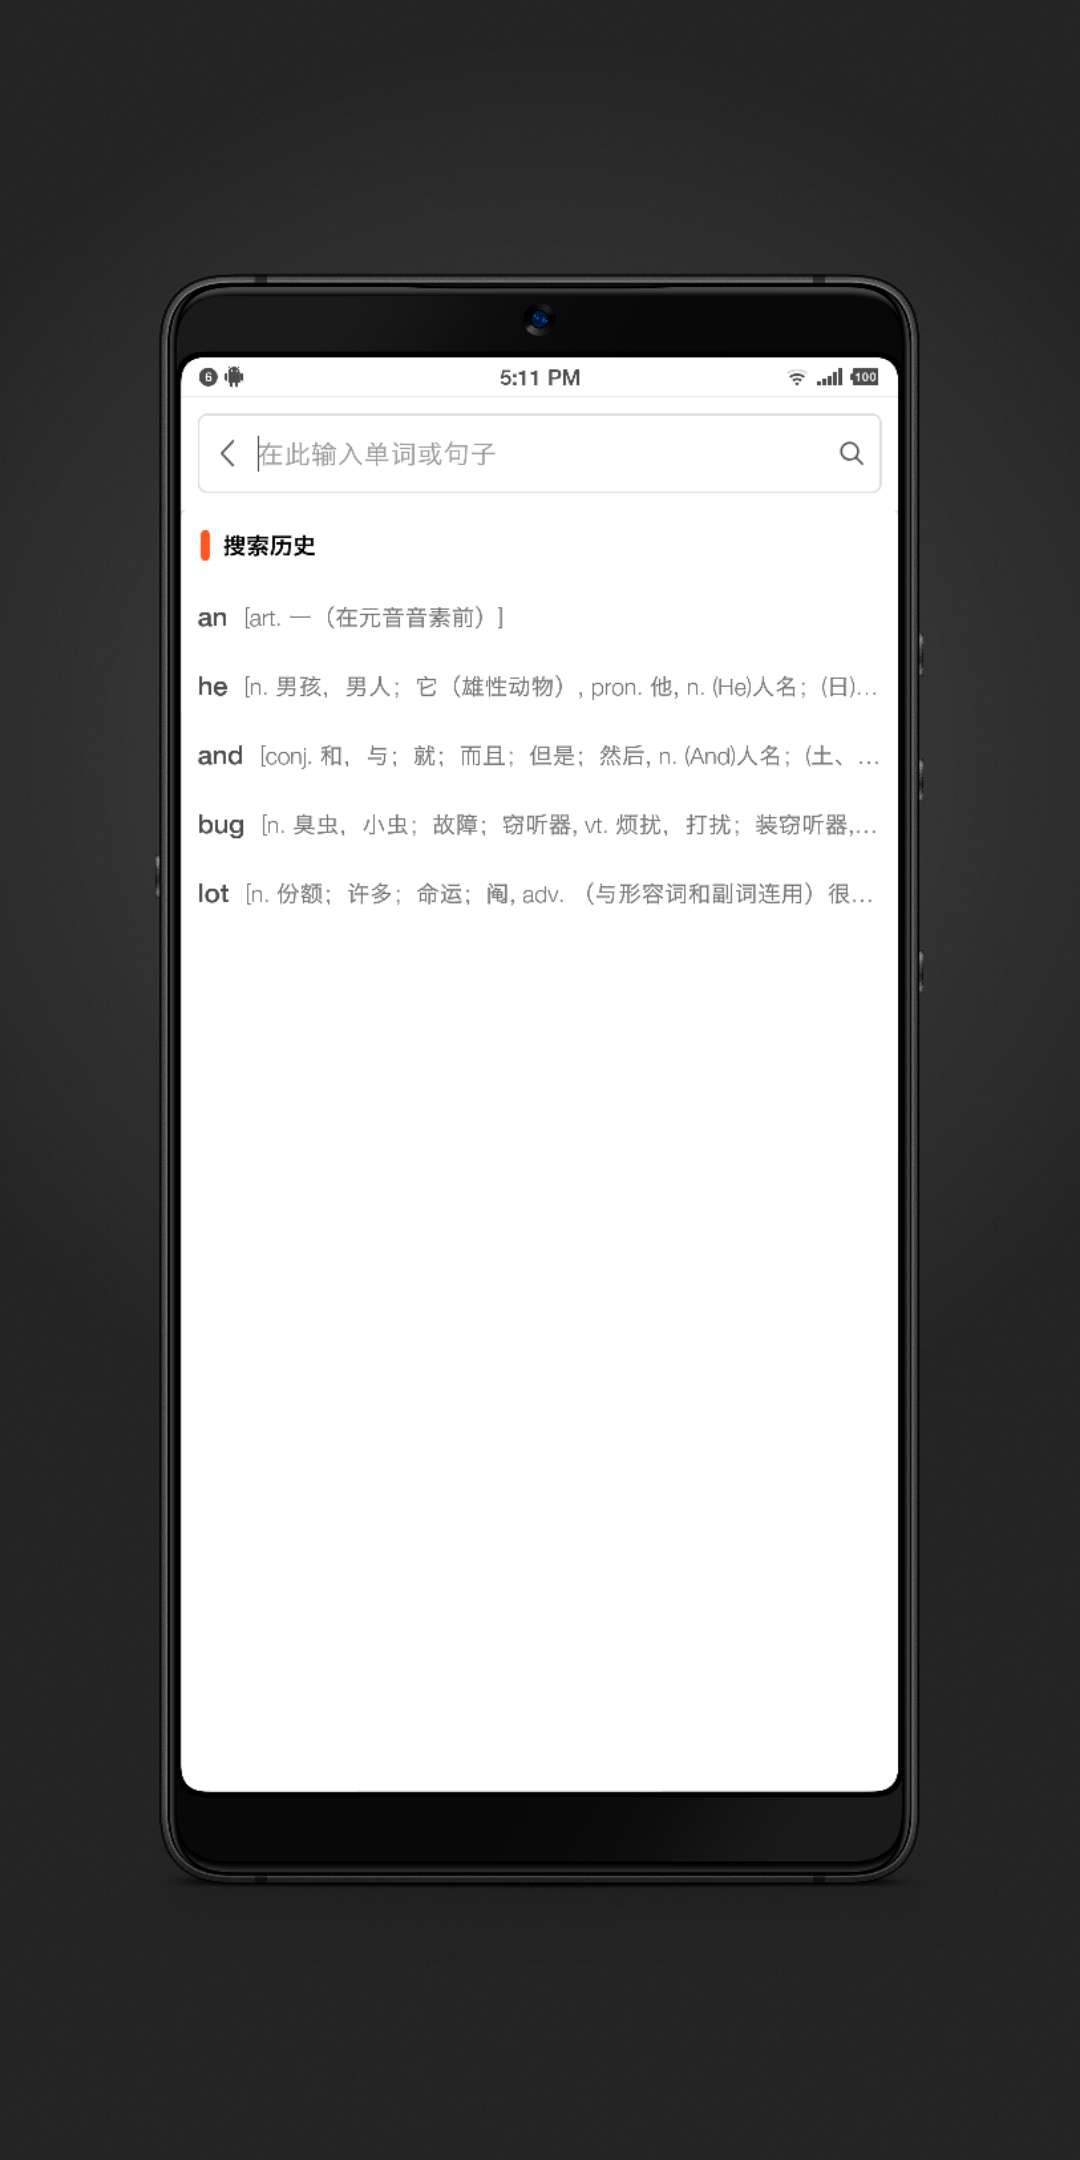 6 5:11 PM 100
在此输入单词或句子
搜索历史
an [art. 一（在元音音素前）]
he [n. 男孩，男人；它（雄性动物）, pron. 他, n. (He)人名；(日)...
and [conj. 和，与；就；而且；但是；然后, n. (And)人名；(土、...
bug [n. 臭虫，小虫；故障；窃听器, vt. 烦扰，打扰；装窃听器,...
lot [n. 份额；许多；命运；阄, adv. （与形容词和副词连用）很...